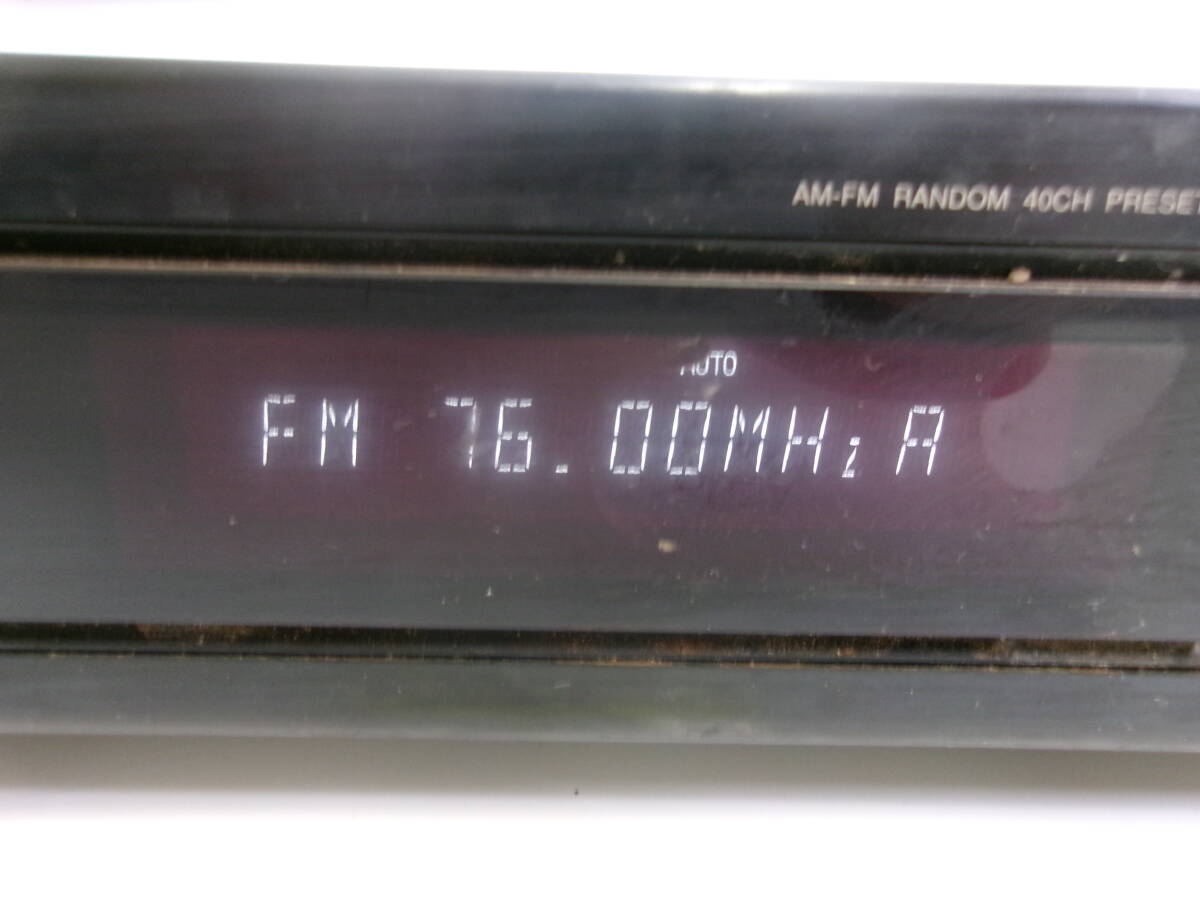 AM-FM RANDOM 40CH PRESET
AUTO
FM 76.00MHz A